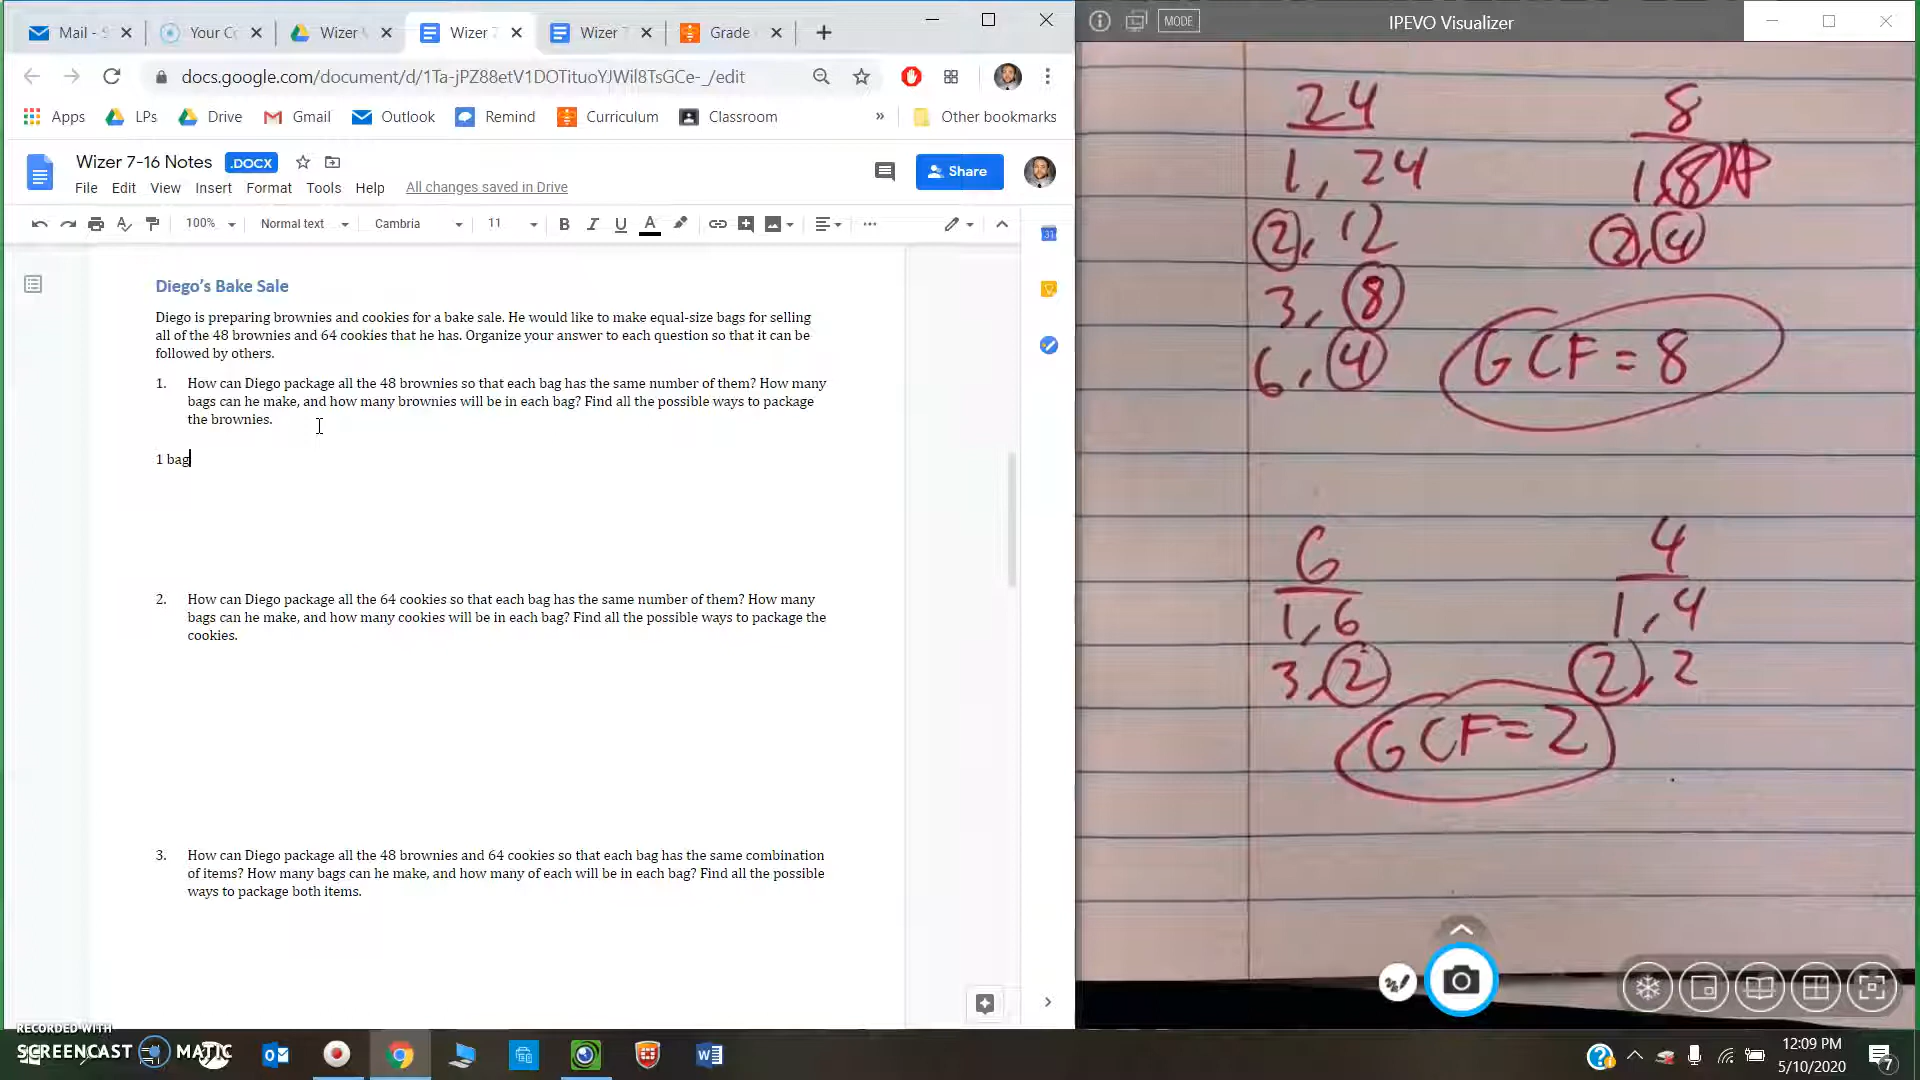 Mail - S
Your C
Wizer
Wizer 7
Wizer 7
Grade
docs.google.com/document/d/1Ta-jPZ88etV1DOTituoYJWil8TsGCe-_/edit
Apps
LPs
Drive
Gmail
Outlook
Remind
Curriculum
Classroom
»
Other bookmarks
Wizer 7-16 Notes
.DOCX
Share
File Edit View Insert Format Tools Help All changes saved in Drive
100% Normal text Cambria 11 B I U A
31
Diego's Bake Sale
Diego is preparing brownies and cookies for a bake sale. He would like to make equal-size bags for selling
all of the 48 brownies and 64 cookies that he has. Organize your answer to each question so that it can be
followed by others.
1. How can Diego package all the 48 brownies so that each bag has the same number of them? How many
bags can he make, and how many brownies will be in each bag? Find all the possible ways to package
the brownies.
1 bag
2. How can Diego package all the 64 cookies so that each bag has the same number of them? How many
bags can he make, and how many cookies will be in each bag? Find all the possible ways to package the
cookies.
3. How can Diego package all the 48 brownies and 64 cookies so that each bag has the same combination
of items? How many bags can he make, and how many of each will be in each bag? Find all the possible
ways to package both items.
MODE
IPEVO Visualizer
24 8
1, 24 1, 8
2, 12 2, 4
3, 8
6, 4
GCF = 8
6 4
1, 6 1, 4
3, 2 2, 2
GCF = 2
RECORDED WITH
SCREENCAST MATIC
12:09 PM
5/10/2020
7